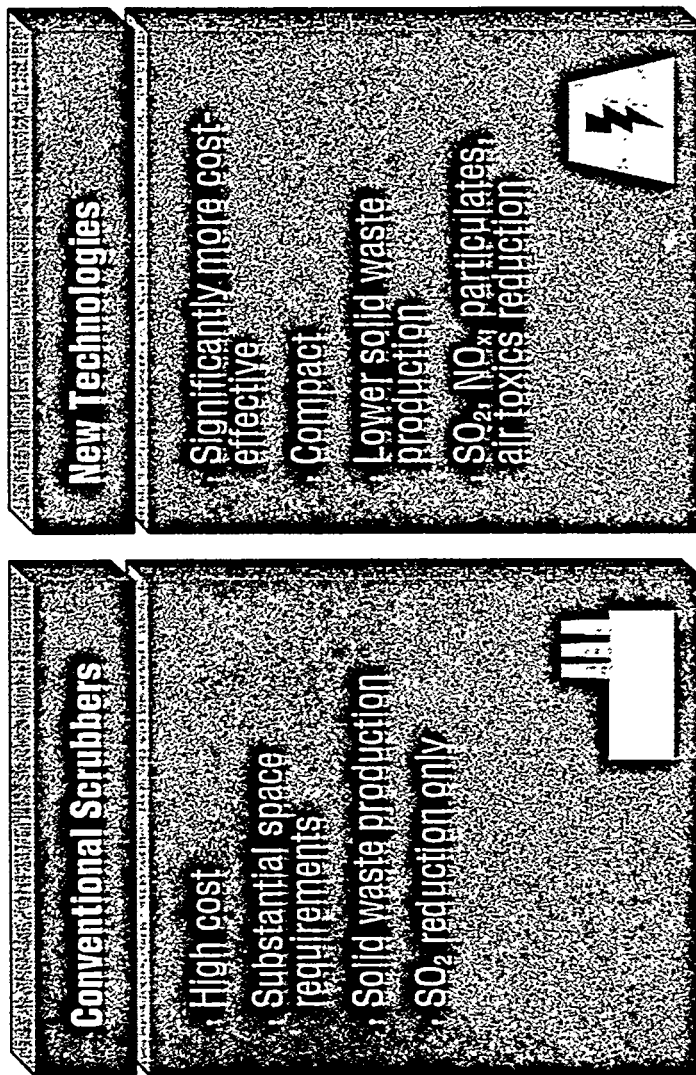 Conventional Scrubbers
• High cost
• Substantial space
requirements
• Solid waste production
• SO₂ reduction only
New Technologies
• Significantly more cost-
effective
• Compact
• Lower solid waste
production
• SO₂, NOₓ, particulates,
air toxics reduction